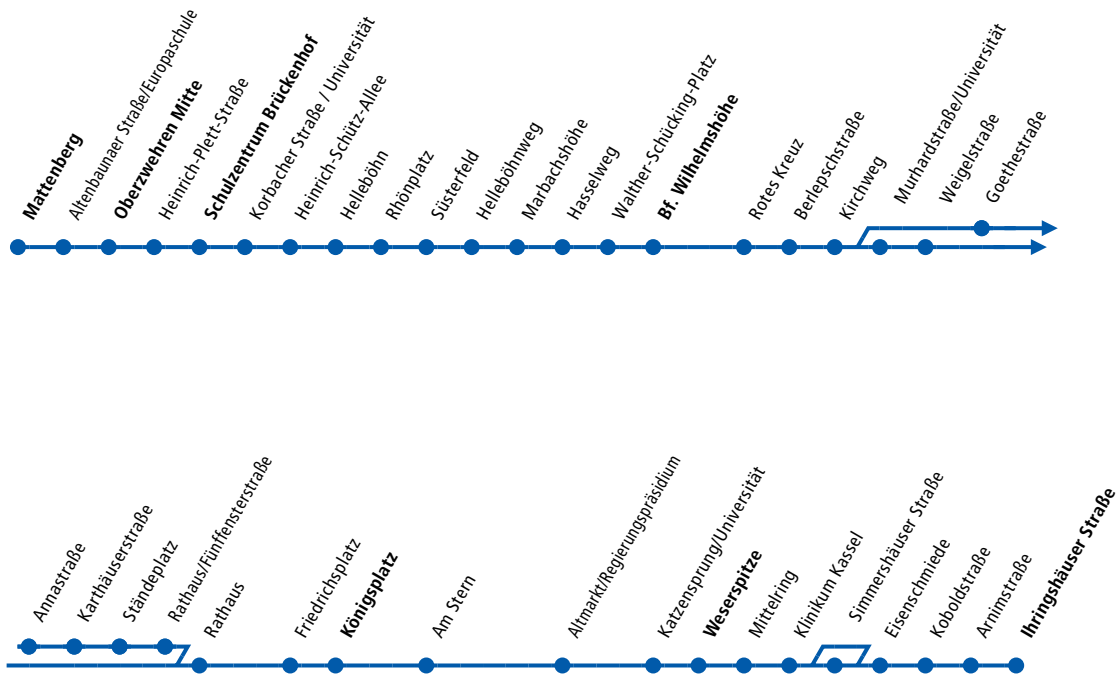 Mattenberg
Altenbaunaer Straße/Europaschule
Oberzwehren Mitte
Heinrich-Plett-Straße
Schulzentrum Brückenhof
Korbacher Straße / Universität
Heinrich-Schütz-Allee
Helleböhn
Rhönplatz
Süsterfeld
Helleböhnweg
Marbachshöhe
Hasselweg
Walther-Schücking-Platz
Bf. Wilhelmshöhe
Rotes Kreuz
Berlepschstraße
Kirchweg
Murhardstraße/Universität
Weigelstraße
Goethestraße
Annastraße
Karthäuserstraße
Ständeplatz
Rathaus/Fünffensterstraße
Rathaus
Friedrichsplatz
Königsplatz
Am Stern
Altmarkt/Regierungspräsidium
Katzensprung/Universität
Weserspitze
Mittelring
Klinikum Kassel
Simmershäuser Straße
Eisenschmiede
Koboldstraße
Arnimstraße
Ihringshäuser Straße